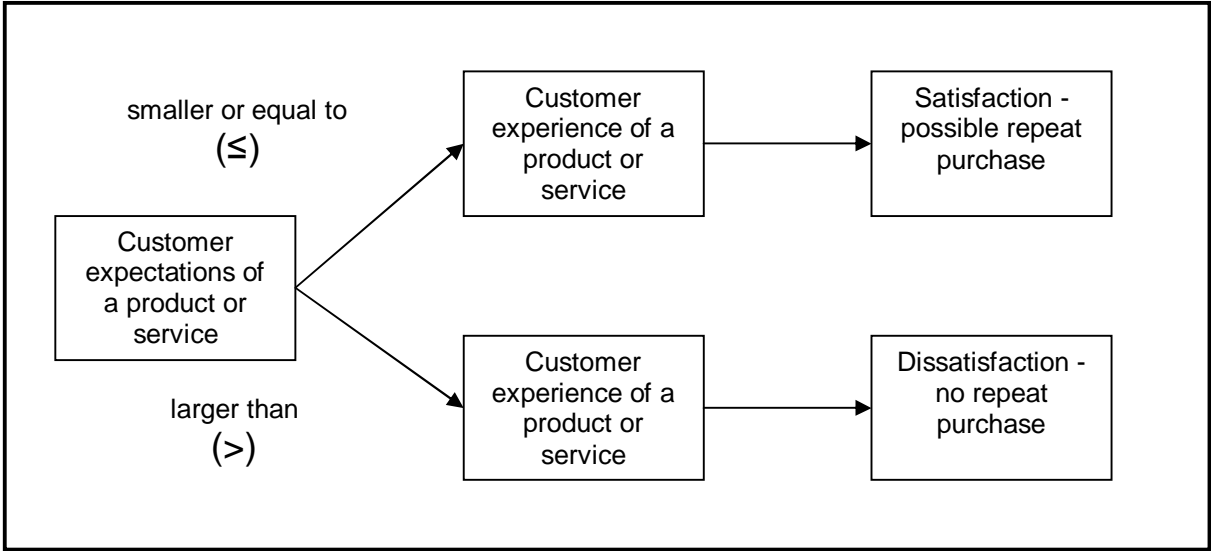 smaller or equal to
(≤)
Customer
expectations of
a product or
service
larger than
(>)
Customer
experience of a
product or
service
Satisfaction -
possible repeat
purchase
Customer
experience of a
product or
service
Dissatisfaction -
no repeat
purchase